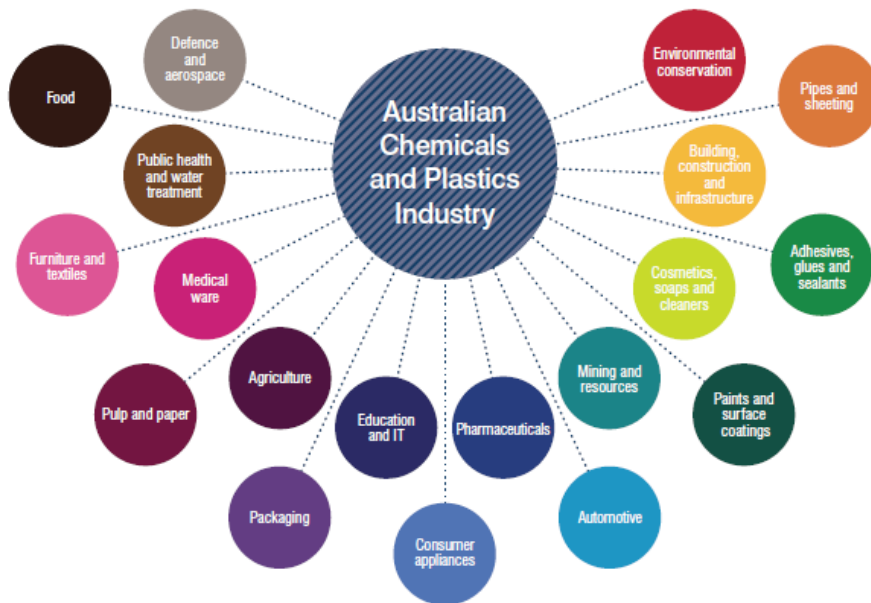 Australian
Chemicals
and Plastics
Industry
Defence
and
aerospace
Food
Public health
and water
treatment
Furniture and
textiles
Medical
ware
Agriculture
Pulp and paper
Education
and IT
Packaging
Consumer
appliances
Pharmaceuticals
Automotive
Mining and
resources
Paints and
surface
coatings
Cosmetics,
soaps and
cleaners
Adhesives,
glues and
sealants
Building,
construction
and
infrastructure
Pipes and
sheeting
Environmental
conservation